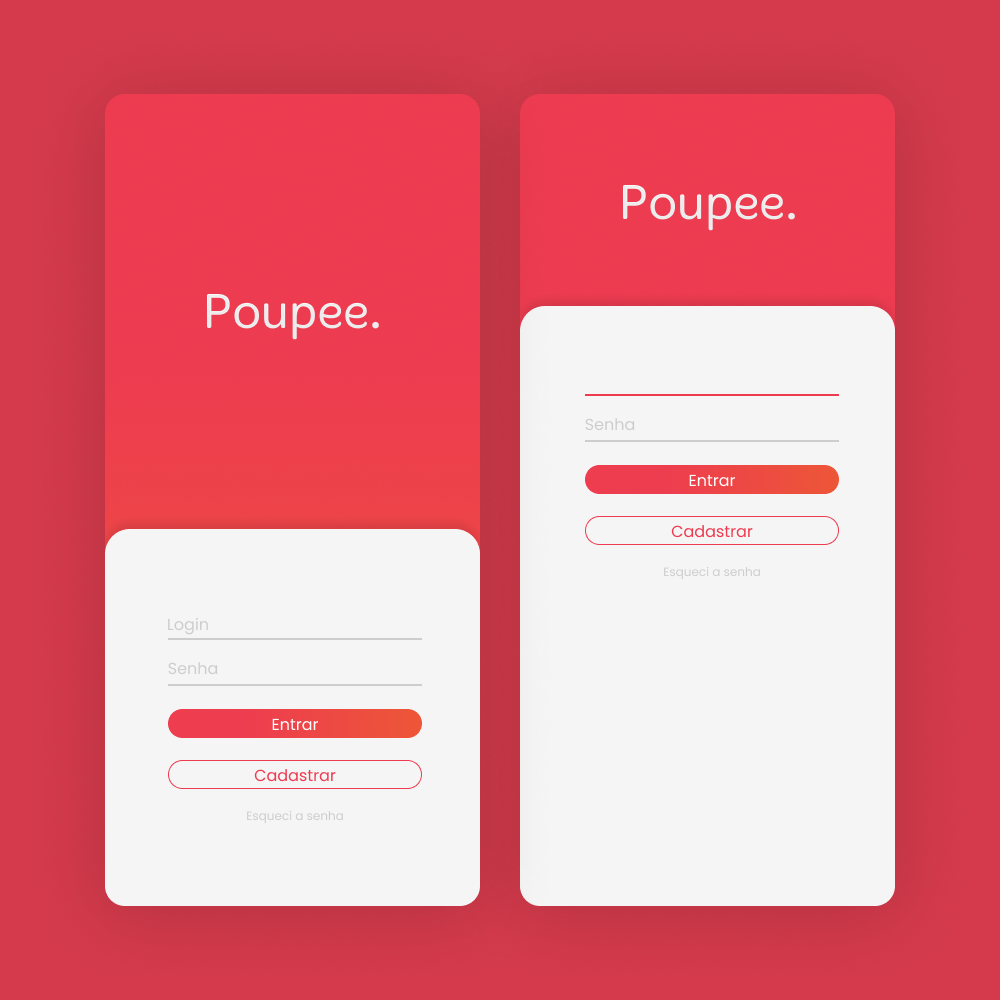 Poupee.
Login
Senha
Entrar
Cadastrar
Esqueci a senha
Poupee.
Senha
Entrar
Cadastrar
Esqueci a senha